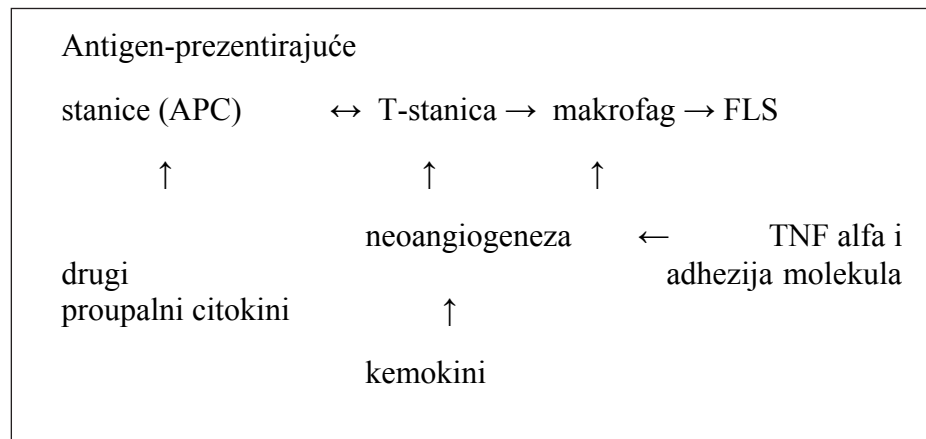 Antigen-prezentirajuće
stanice (APC) ↔ T-stanica → makrofag → FLS
↑ ↑ ↑
neoangiogeneza ← TNF alfa i
drugi adhezija molekula
proupalni citokini ↑
kemokini